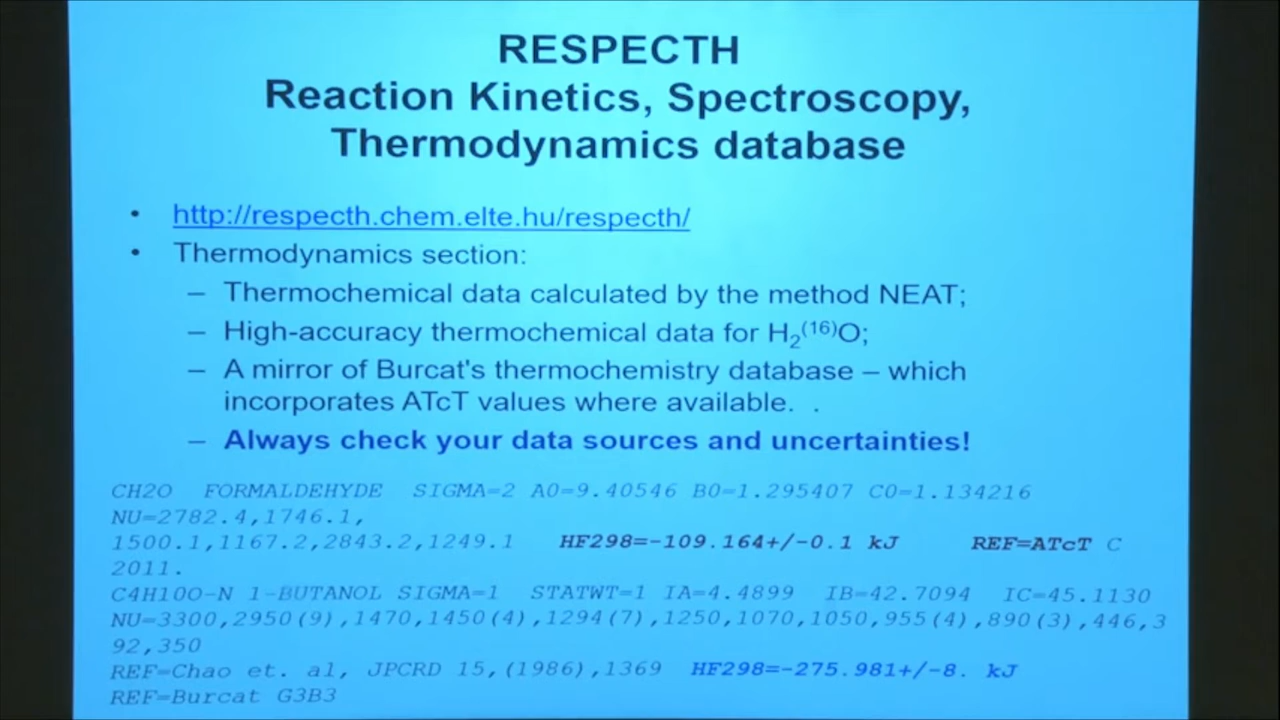 RESPECTH
Reaction Kinetics, Spectroscopy,
Thermodynamics database
• http://respecth.chem.elte.hu/respecth/
• Thermodynamics section:
– Thermochemical data calculated by the method NEAT;
– High-accuracy thermochemical data for H₂⁽¹⁶⁾O;
– A mirror of Burcat's thermochemistry database – which
incorporates ATcT values where available. .
– Always check your data sources and uncertainties!
CH2O FORMALDEHYDE SIGMA=2 A0=9.40546 B0=1.295407 C0=1.134216
NU=2782.4,1746.1,
1500.1,1167.2,2843.2,1249.1 HF298=-109.164+/-0.1 kJ REF=ATcT C
2011.
C4H10O-N 1-BUTANOL SIGMA=1 STATWT=1 IA=4.4899 IB=42.7094 IC=45.1130
NU=3300,2950(9),1470,1450(4),1294(7),1250,1070,1050,955(4),890(3),446,3
92,350
REF=Chao et. al, JPCRD 15,(1986),1369 HF298=-275.981+/-8. kJ
REF=Burcat G3B3